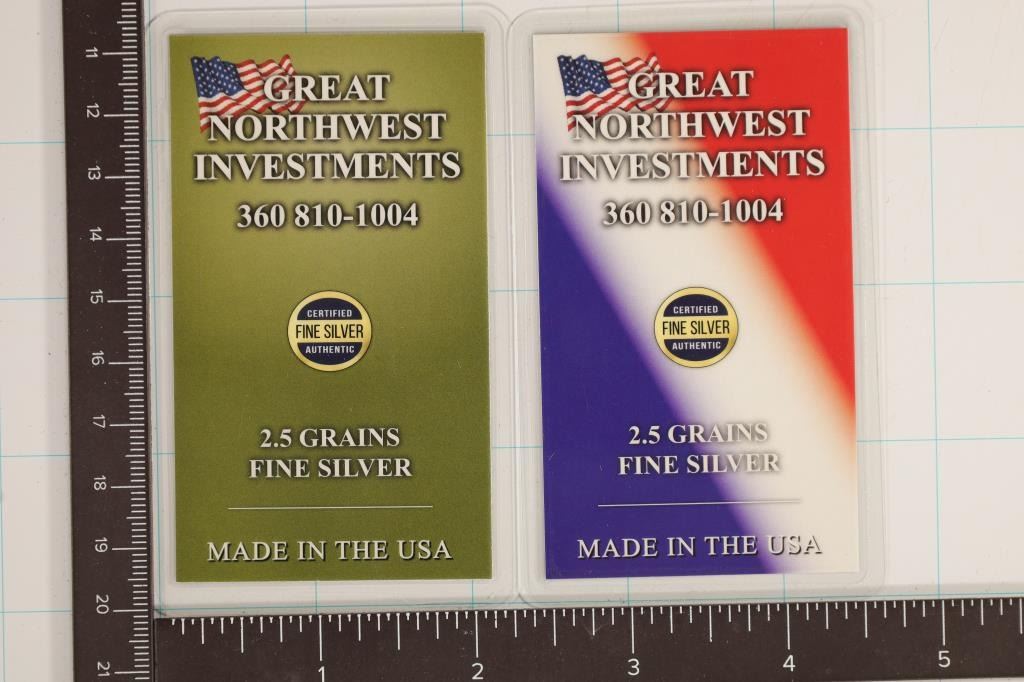 GREAT
NORTHWEST
INVESTMENTS
360 810-1004
CERTIFIED
FINE SILVER
AUTHENTIC
2.5 GRAINS
FINE SILVER
MADE IN THE USA
GREAT
NORTHWEST
INVESTMENTS
360 810-1004
CERTIFIED
FINE SILVER
AUTHENTIC
2.5 GRAINS
FINE SILVER
MADE IN THE USA
11
12
13
14
15
16
17
18
19
20
21
1 2 3 4 5